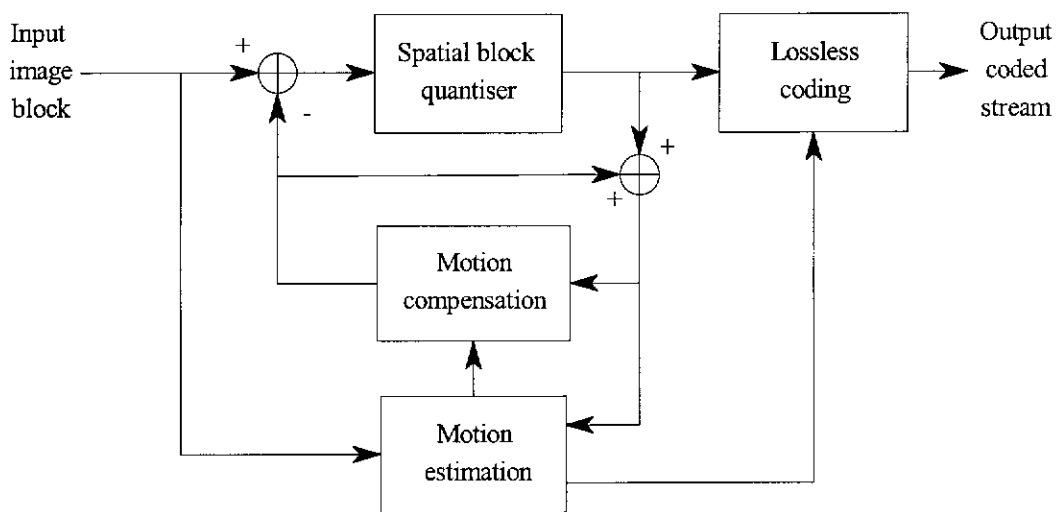 Input
image
block
+
-
Spatial block
quantiser
Lossless
coding
Output
coded
stream
+
+
Motion
compensation
Motion
estimation